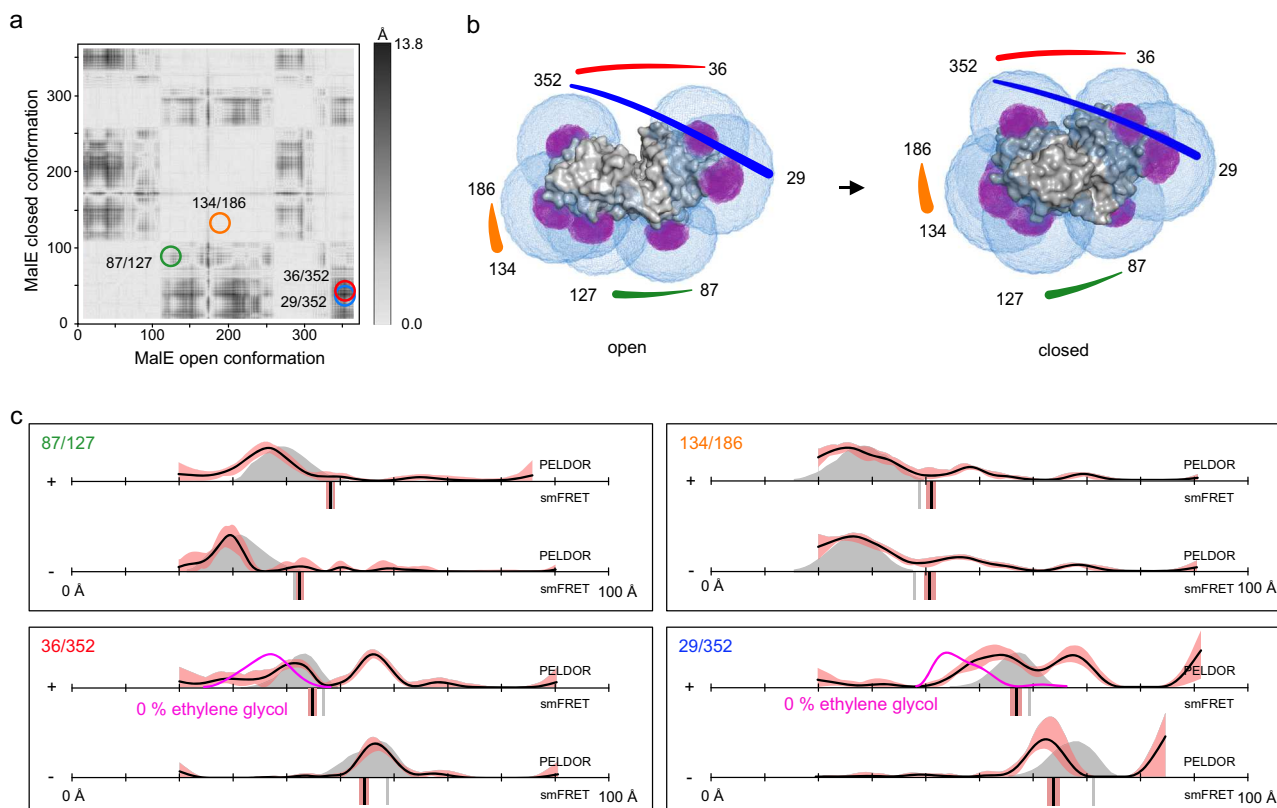 a
Å
13.8
0.0
MalE closed conformation
300
200
100
0
134/186
87/127
36/352
29/352
0
100
200
300
MalE open conformation
b
352
36
186
29
134
127
87
open
352
36
186
29
134
87
127
closed
c
87/127
PELDOR
+
smFRET
PELDOR
-
0 Å
smFRET
100 Å
134/186
PELDOR
+
smFRET
PELDOR
-
0 Å
smFRET
100 Å
36/352
PELDOR
+
0 % ethylene glycol
smFRET
PELDOR
-
0 Å
smFRET
100 Å
29/352
PELDOR
+
0 % ethylene glycol
smFRET
PELDOR
-
0 Å
smFRET
100 Å